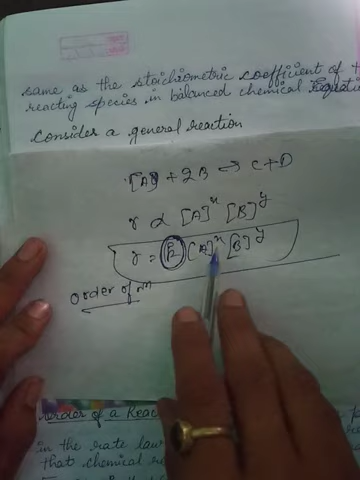 same as the stoichiometric coefficient of
reacting species in balanced chemical equation
Consider a general reaction
[A] + 2B → C + D
r ∝ [A]^x [B]^y
r = k [A]^x [B]^y
order of rxn
Order of a Reac
in the rate law
that chemical